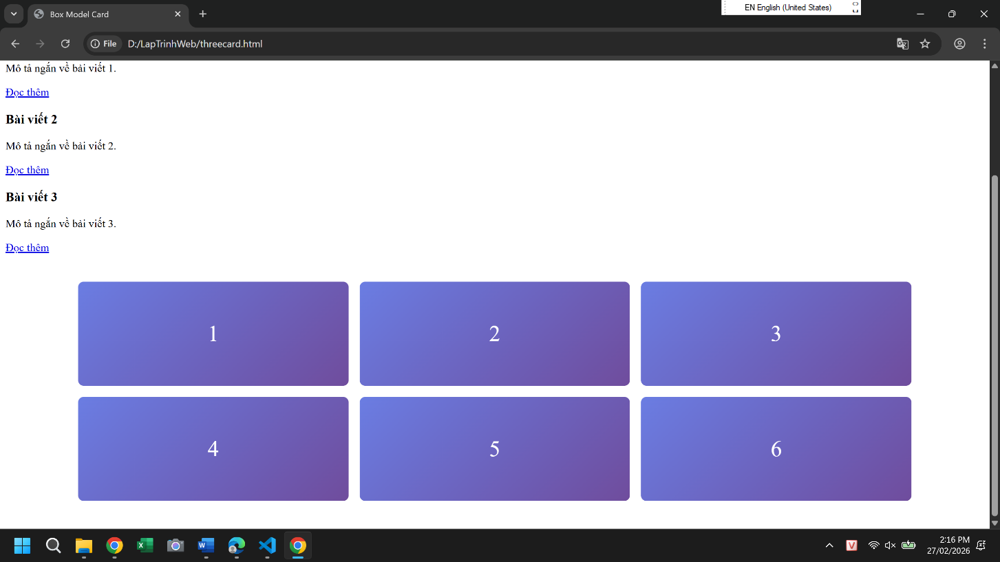 Box Model Card
EN English (United States)
File
D:/LapTrinhWeb/threecard.html
Mô tả ngắn về bài viết 1.
Đọc thêm
Bài viết 2
Mô tả ngắn về bài viết 2.
Đọc thêm
Bài viết 3
Mô tả ngắn về bài viết 3.
Đọc thêm
1
2
3
4
5
6
2:16 PM
27/02/2026